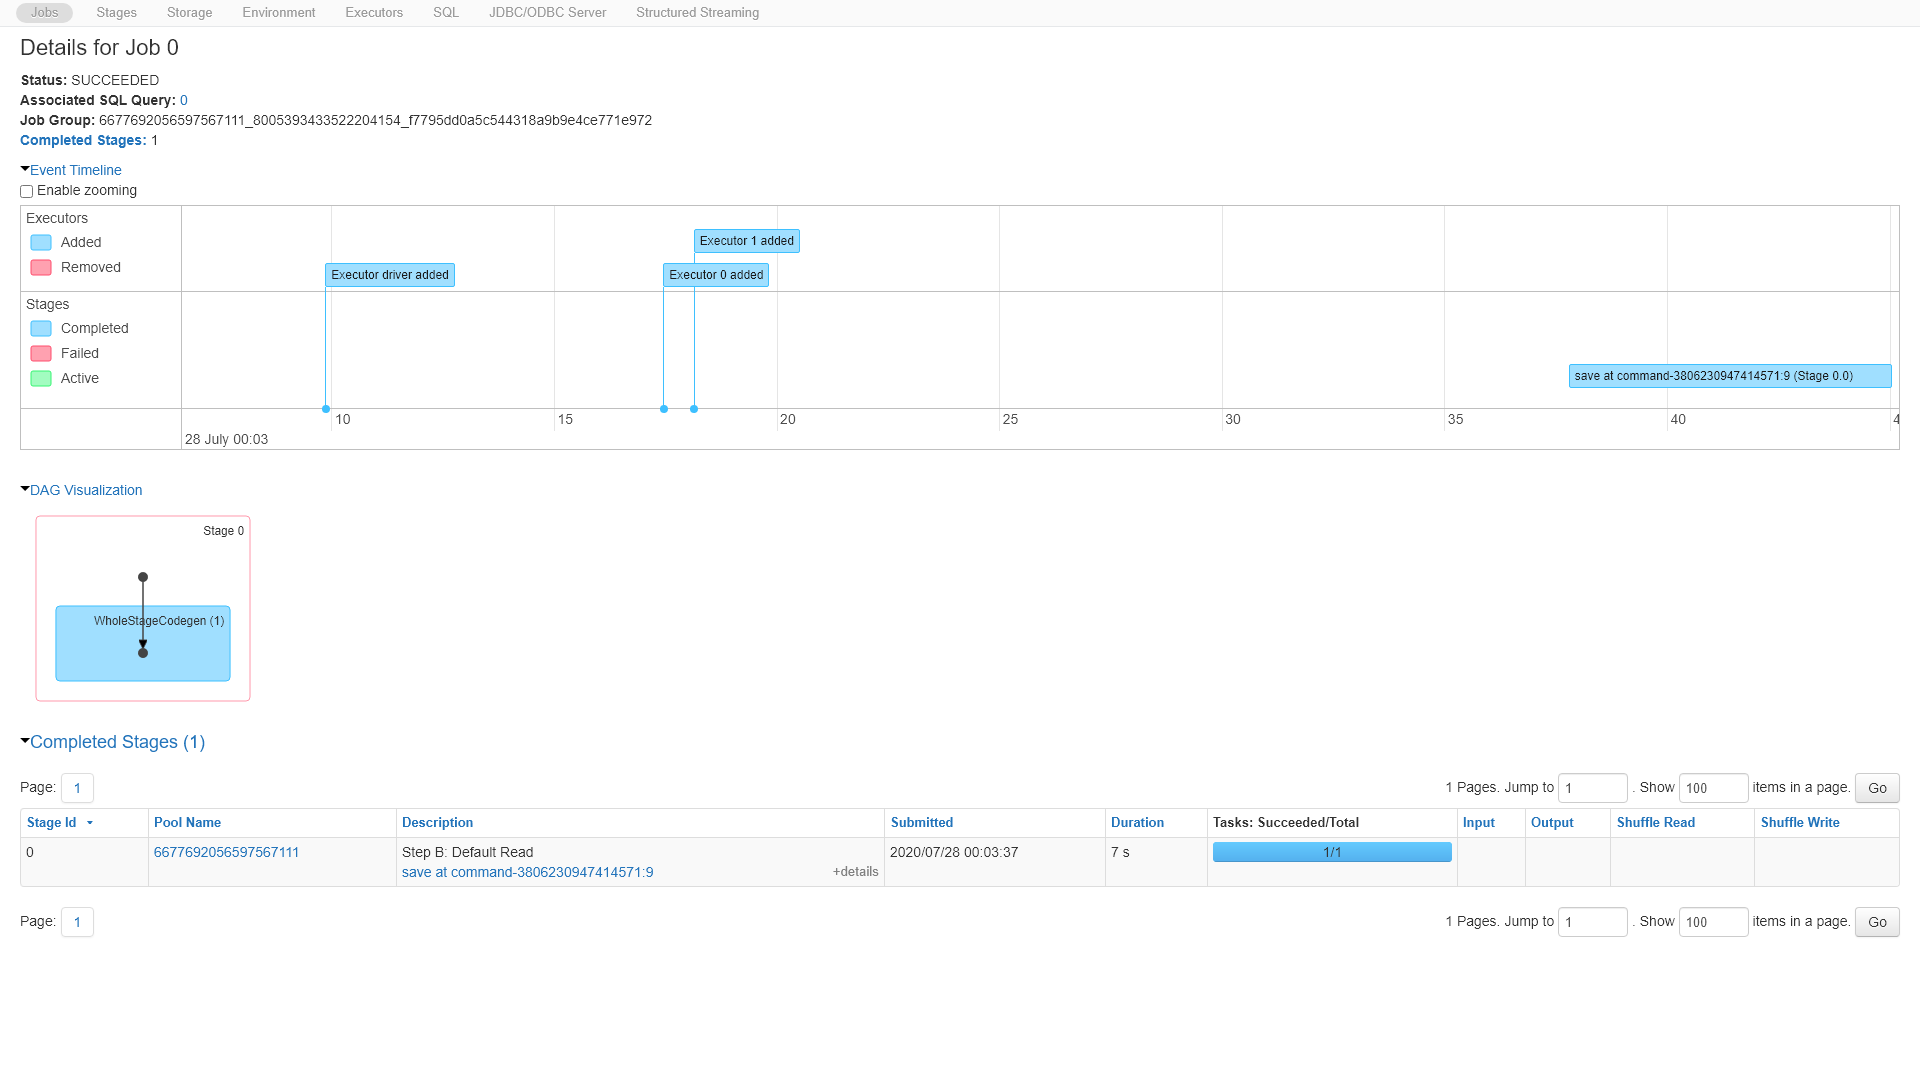 Jobs Stages Storage Environment Executors SQL JDBC/ODBC Server Structured Streaming
Details for Job 0
Status: SUCCEEDED
Associated SQL Query: 0
Job Group: 6677692056597567111_8005393433522204154_f7795dd0a5c544318a9b9e4ce771e972
Completed Stages: 1
Event Timeline
Enable zooming
Executors
Added
Removed
Executor 1 added
Executor driver added
Executor 0 added
Stages
Completed
Failed
Active
save at command-3806230947414571:9 (Stage 0.0)
10 15 20 25 30 35 40 4
28 July 00:03
DAG Visualization
Stage 0
WholeStageCodegen (1)
Completed Stages (1)
Page: 1
1 Pages. Jump to 1 . Show 100 items in a page. Go
Stage Id Pool Name Description Submitted Duration Tasks: Succeeded/Total Input Output Shuffle Read Shuffle Write
0 6677692056597567111 Step B: Default Read 2020/07/28 00:03:37 7 s 1/1
save at command-3806230947414571:9 +details
Page: 1
1 Pages. Jump to 1 . Show 100 items in a page. Go